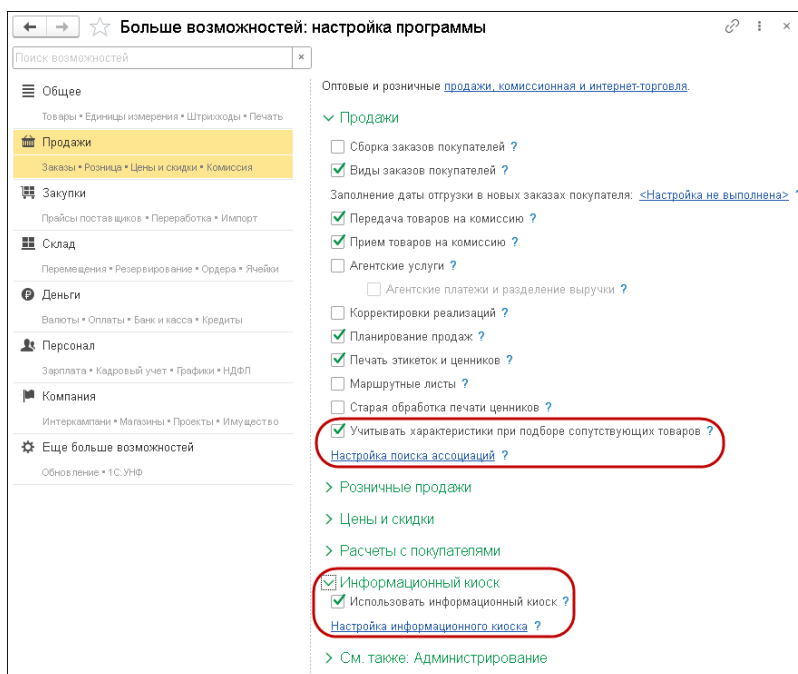 Больше возможностей: настройка программы
Поиск возможностей
Общее
Товары • Единицы измерения • Штрихкоды • Печать
Продажи
Заказы • Розница • Цены и скидки • Комиссия
Закупки
Прайсы поставщиков • Переработка • Импорт
Склад
Перемещения • Резервирование • Ордера • Ячейки
Деньги
Валюты • Оплаты • Банк и касса • Кредиты
Персонал
Зарплата • Кадровый учет • Графики • НДФЛ
Компания
Интеркампани • Магазины • Проекты • Имущество
Еще больше возможностей
Обновление • 1С:УНФ
Оптовые и розничные продажи, комиссионная и интернет-торговля.
Продажи
Сборка заказов покупателей ?
Виды заказов покупателей ?
Заполнение даты отгрузки в новых заказах покупателя: <Настройка не выполнена> ?
Передача товаров на комиссию ?
Прием товаров на комиссию ?
Агентские услуги ?
Агентские платежи и разделение выручки ?
Корректировки реализаций ?
Планирование продаж ?
Печать этикеток и ценников ?
Маршрутные листы ?
Старая обработка печати ценников ?
Учитывать характеристики при подборе сопутствующих товаров ?
Настройка поиска ассоциаций ?
Розничные продажи
Цены и скидки
Расчеты с покупателями
Информационный киоск
Использовать информационный киоск ?
Настройка информационного киоска ?
См. также: Администрирование